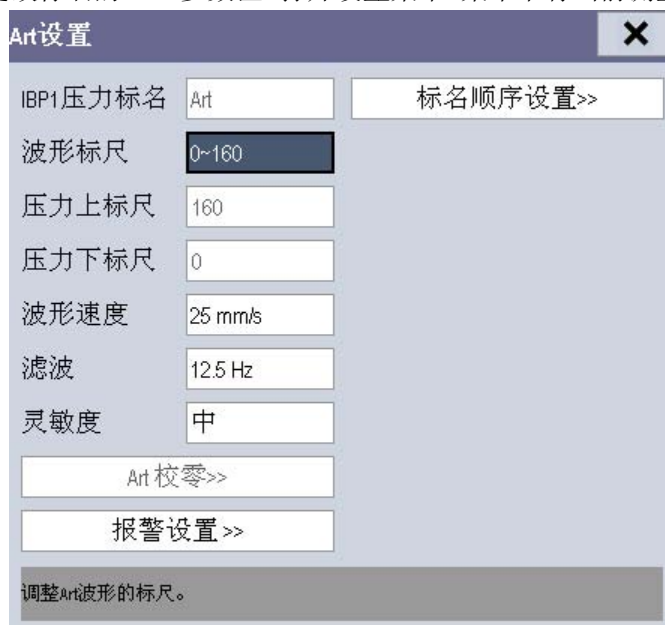 Art设置
IBP1压力标名 Art 标名顺序设置>>
波形标尺 0~160
压力上标尺 160
压力下标尺 0
波形速度 25 mm/s
滤波 12.5 Hz
灵敏度 中
Art 校零>>
报警设置>>
调整Art波形的标尺。